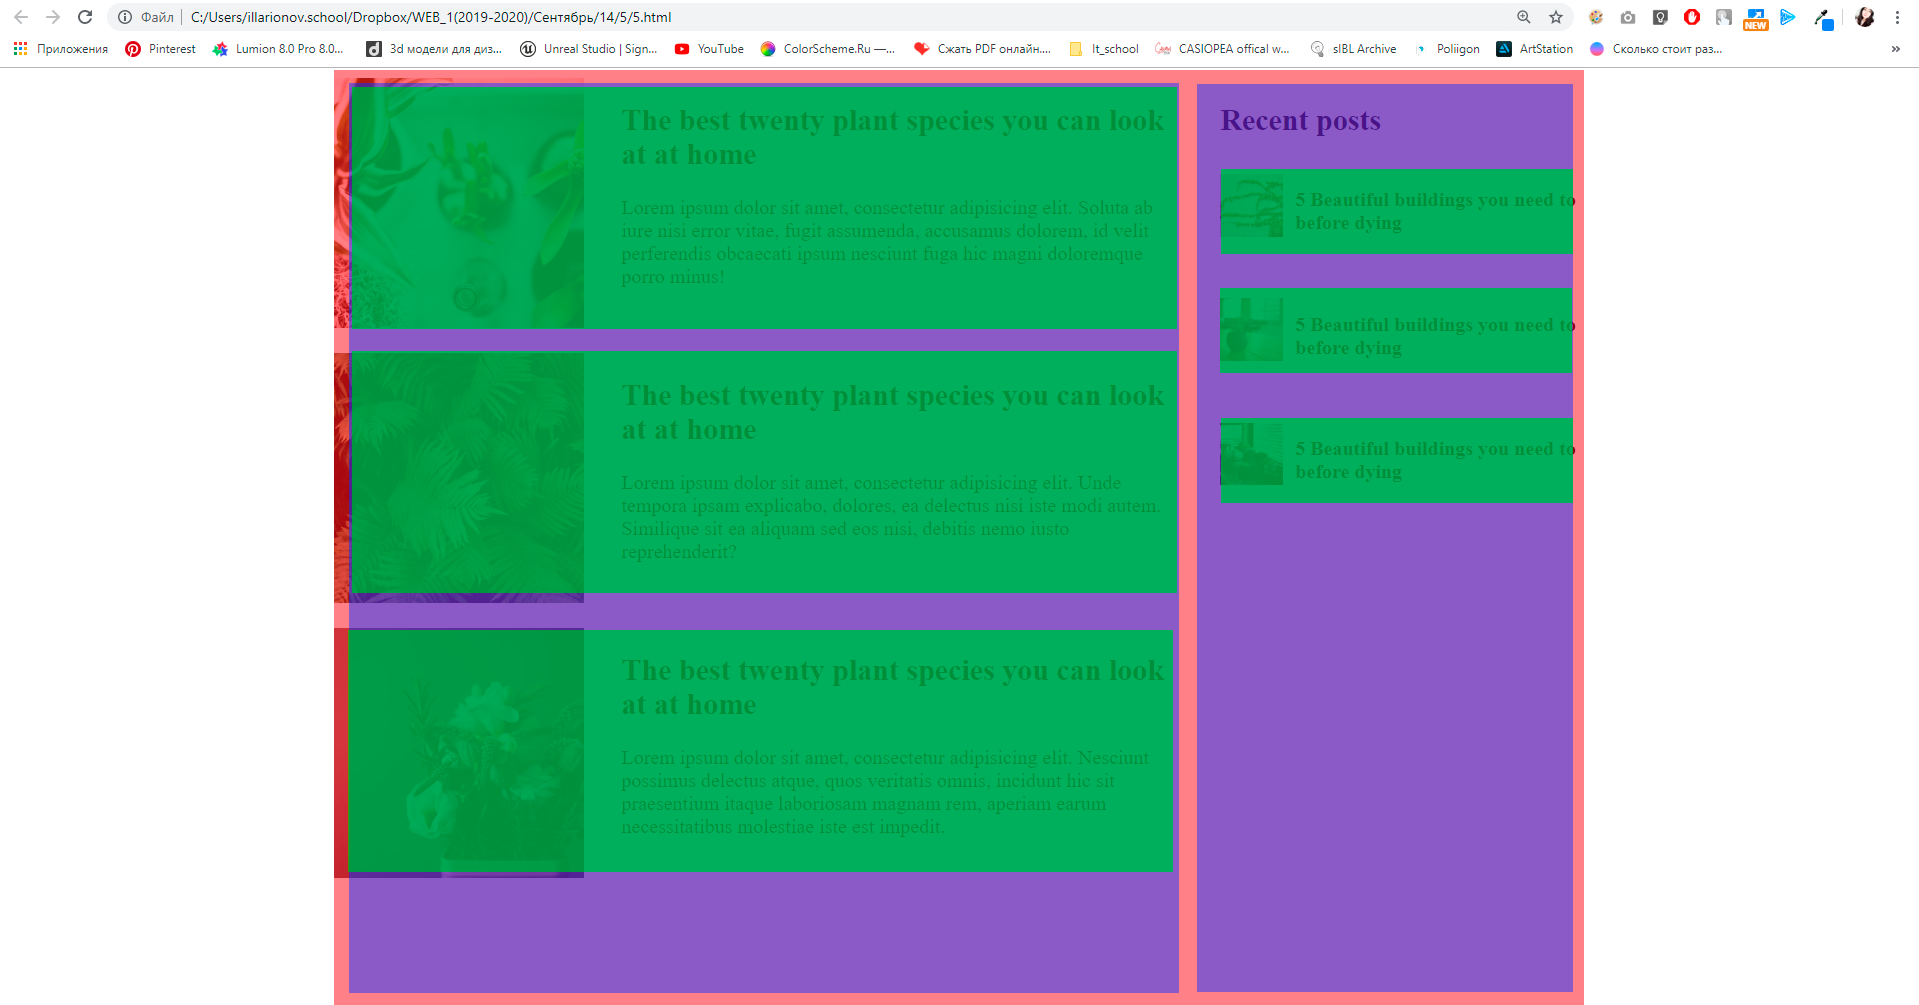 Файл C:/Users/illarionov.school/Dropbox/WEB_1(2019-2020)/Сентябрь/14/5/5.html
NEW
Приложения Pinterest Lumion 8.0 Pro 8.0... 3d модели для диз... Unreal Studio | Sign... YouTube ColorScheme.Ru —... Сжать PDF онлайн.... It_school CASIOPEA offical w... sIBL Archive Poliigon ArtStation Сколько стоит раз... »
The best twenty plant species you can look
at at home
Lorem ipsum dolor sit amet, consectetur adipisicing elit. Soluta ab
iure nisi error vitae, fugit assumenda, accusamus dolorem, id velit
perferendis obcaecati ipsum nesciunt fuga hic magni doloremque
porro minus!
The best twenty plant species you can look
at at home
Lorem ipsum dolor sit amet, consectetur adipisicing elit. Unde
tempora ipsam explicabo, dolores, ea delectus nisi iste modi autem.
Similique sit ea aliquam sed eos nisi, debitis nemo iusto
reprehenderit?
The best twenty plant species you can look
at at home
Lorem ipsum dolor sit amet, consectetur adipisicing elit. Nesciunt
possimus delectus atque, quos veritatis omnis, incidunt hic sit
praesentium itaque laboriosam magnam rem, aperiam earum
necessitatibus molestiae iste est impedit.
Recent posts
5 Beautiful buildings you need to
before dying
5 Beautiful buildings you need to
before dying
5 Beautiful buildings you need to
before dying